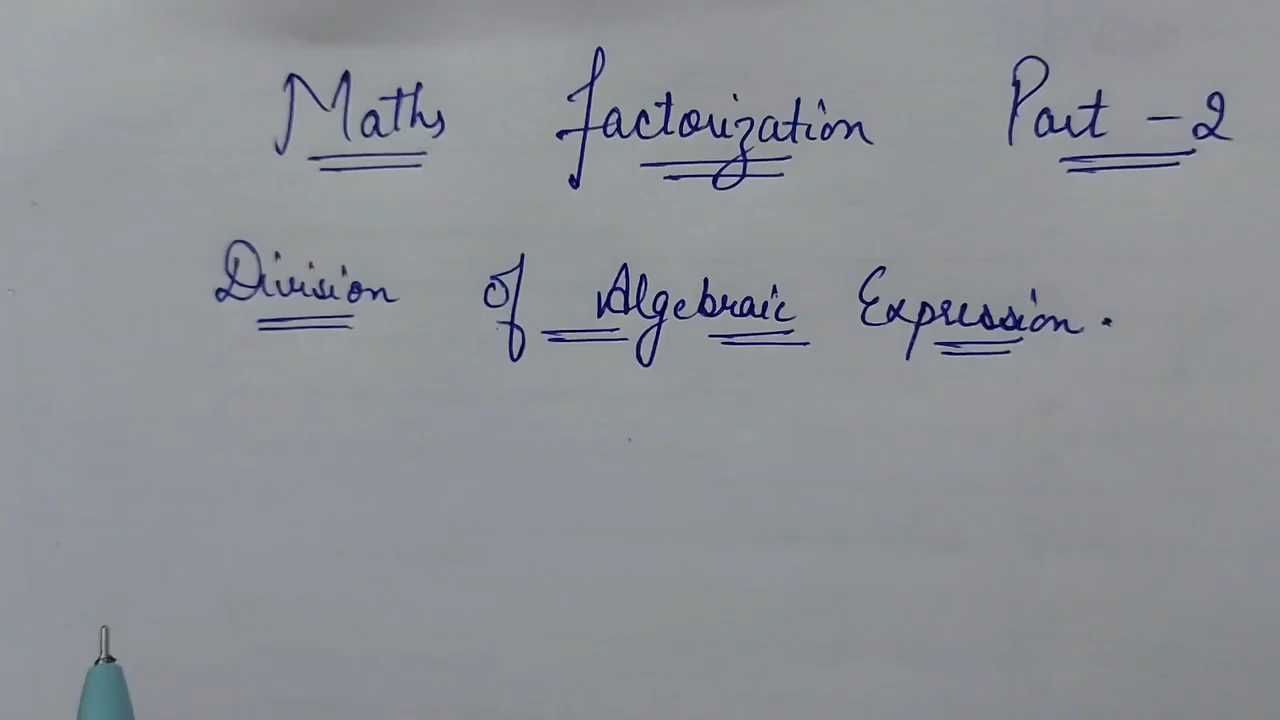 Maths factorization Part - 2
Division of Algebraic Expression.